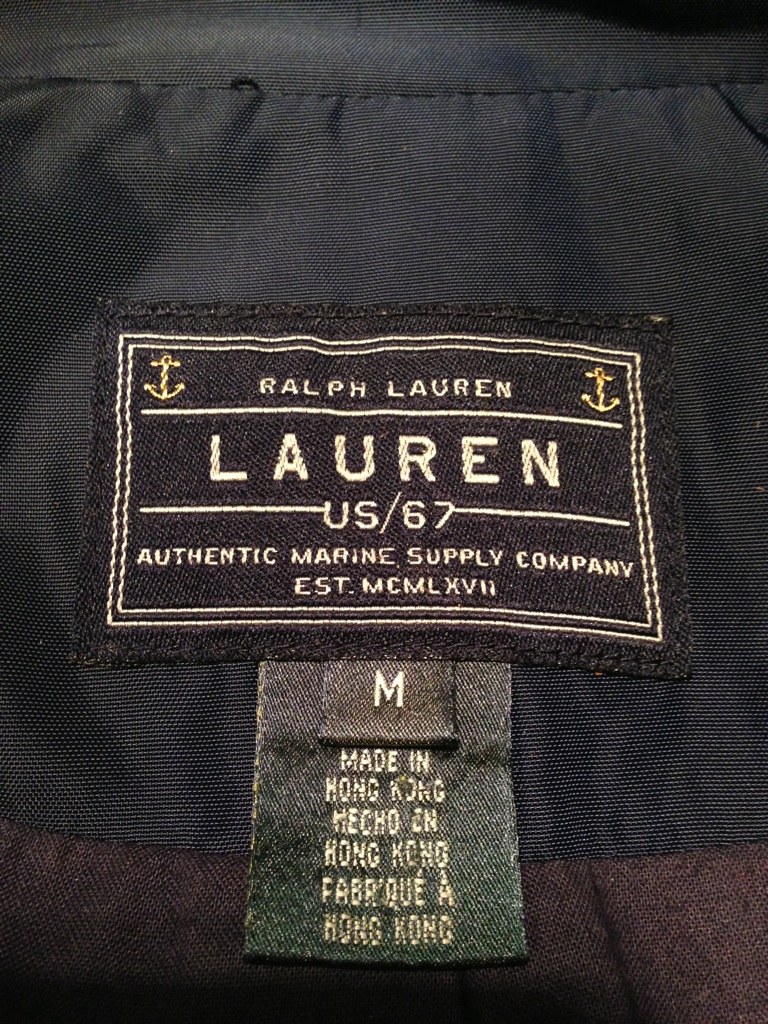 RALPH LAUREN
LAUREN
US/67
AUTHENTIC MARINE SUPPLY COMPANY
EST. MCMLXVII
M
MADE IN
HONG KONG
HECHO EN
HONG KONG
FABRIQUE À
HONG KONG